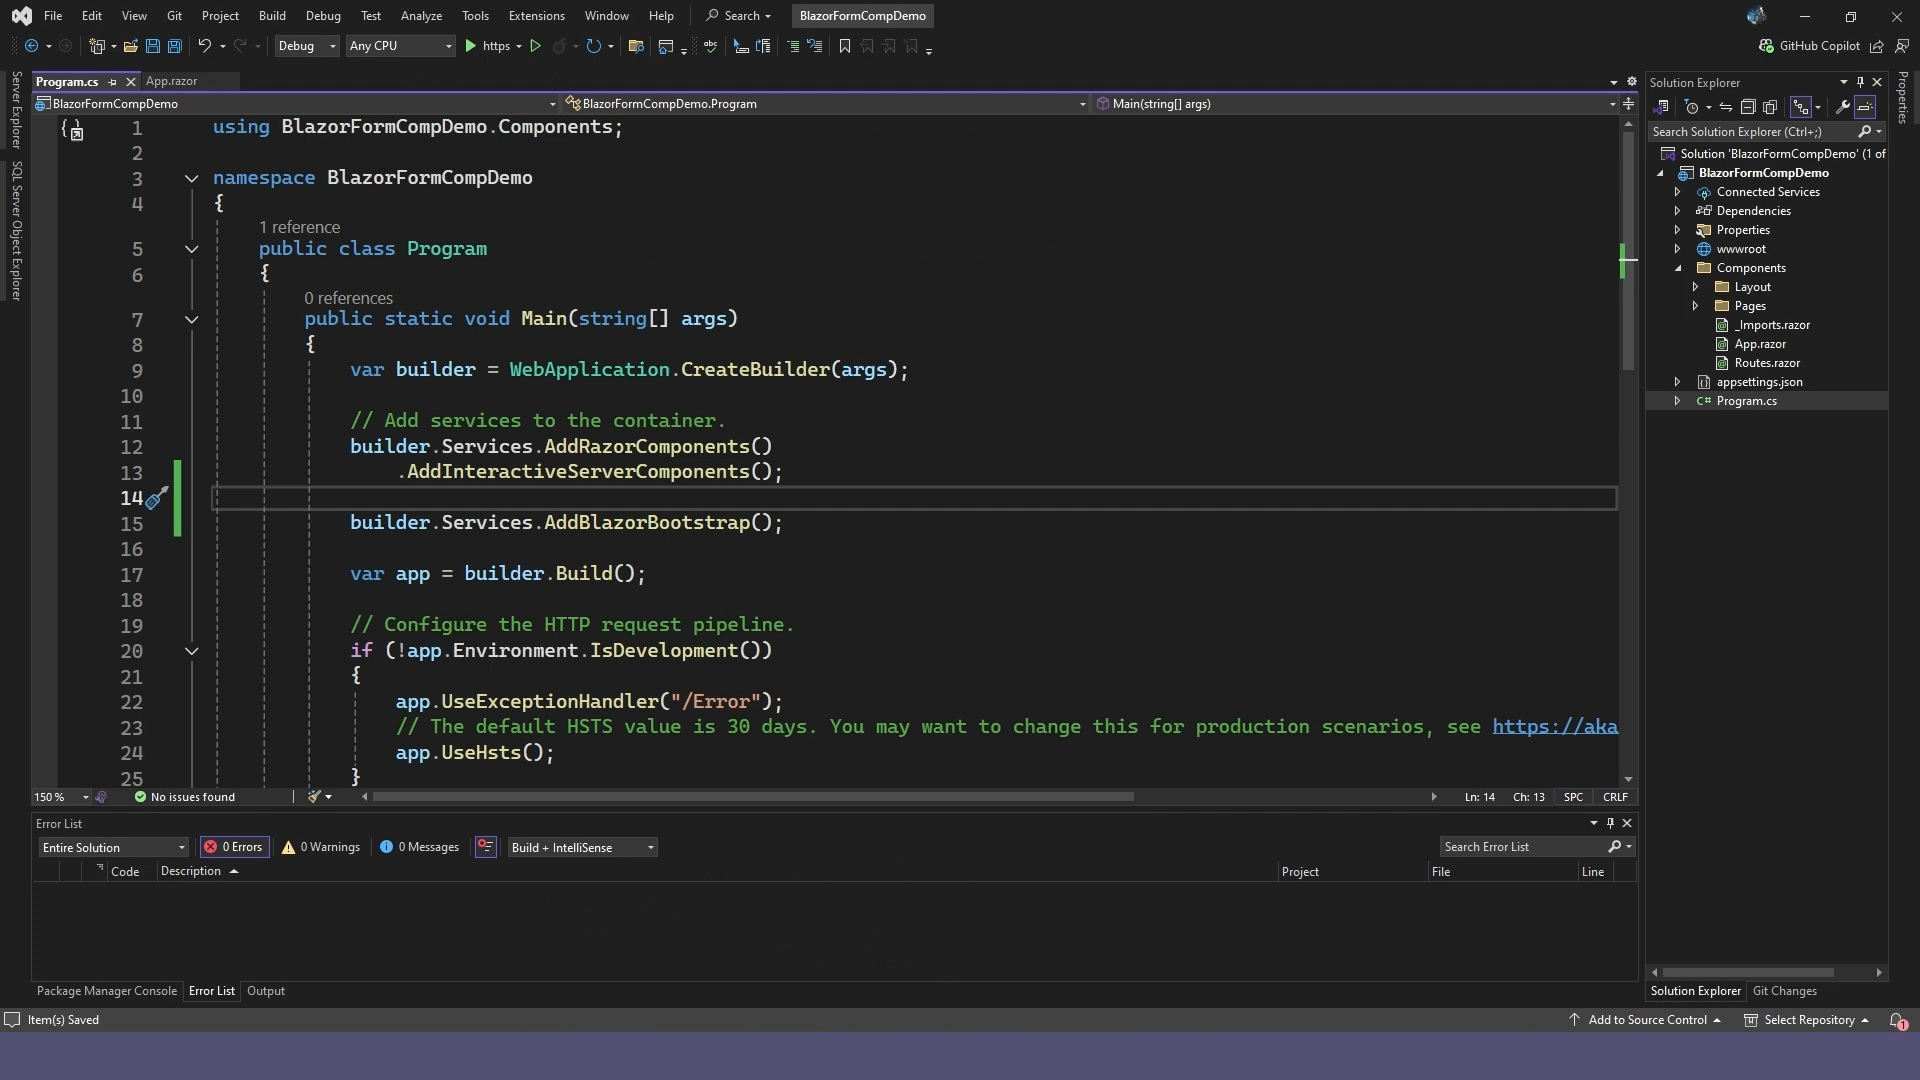 File Edit View Git Project Build Debug Test Analyze Tools Extensions Window Help Search BlazorFormCompDemo
Debug Any CPU https GitHub Copilot
Server Explorer
SQL Server Object Explorer
Program.cs App.razor
BlazorFormCompDemo BlazorFormCompDemo.Program Main(string[] args)
1 using BlazorFormCompDemo.Components;
2
3 namespace BlazorFormCompDemo
4 {
1 reference
5 public class Program
6 {
0 references
7 public static void Main(string[] args)
8 {
9 var builder = WebApplication.CreateBuilder(args);
10
11 // Add services to the container.
12 builder.Services.AddRazorComponents()
13 .AddInteractiveServerComponents();
14
15 builder.Services.AddBlazorBootstrap();
16
17 var app = builder.Build();
18
19 // Configure the HTTP request pipeline.
20 if (!app.Environment.IsDevelopment())
21 {
22 app.UseExceptionHandler("/Error");
23 // The default HSTS value is 30 days. You may want to change this for production scenarios, see https://aka
24 app.UseHsts();
25 }
150 % No issues found Ln: 14 Ch: 13 SPC CRLF
Error List
Entire Solution 0 Errors 0 Warnings 0 Messages Build + IntelliSense Search Error List
Code Description Project File Line
Package Manager Console Error List Output
Solution Explorer
Search Solution Explorer (Ctrl+;)
Solution 'BlazorFormCompDemo' (1 of
BlazorFormCompDemo
Connected Services
Dependencies
Properties
wwwroot
Components
Layout
Pages
_Imports.razor
App.razor
Routes.razor
appsettings.json
C# Program.cs
Solution Explorer Git Changes
Properties
Item(s) Saved Add to Source Control Select Repository 1